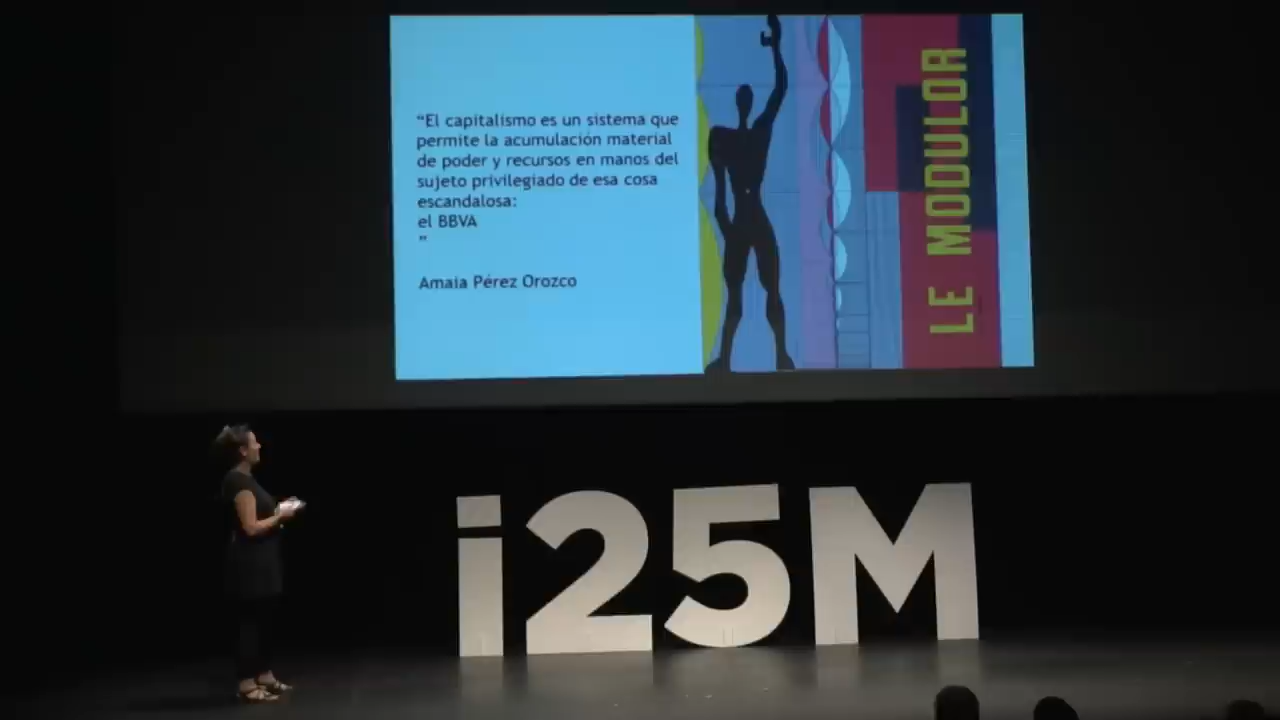 “El capitalismo es un sistema que
permite la acumulación material
de poder y recursos en manos del
sujeto privilegiado de esa cosa
escandalosa:
el BBVA
”
Amaia Pérez Orozco
LE MODULOR
i25M